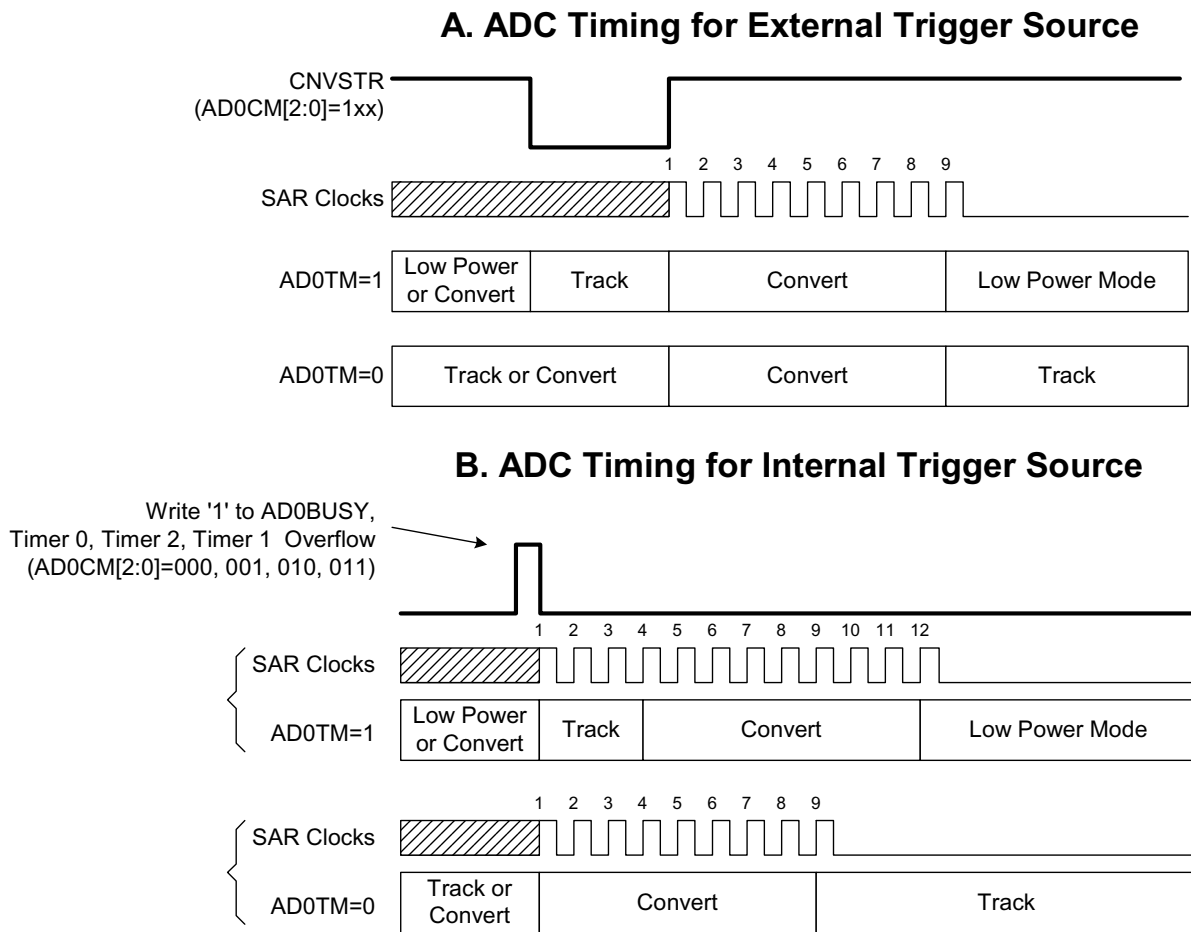 A. ADC Timing for External Trigger Source
CNVSTR
(AD0CM[2:0]=1xx)
1 2 3 4 5 6 7 8 9
SAR Clocks
AD0TM=1
Low Power
or Convert
Track
Convert
Low Power Mode
AD0TM=0
Track or Convert
Convert
Track
B. ADC Timing for Internal Trigger Source
Write '1' to AD0BUSY,
Timer 0, Timer 2, Timer 1 Overflow
(AD0CM[2:0]=000, 001, 010, 011)
1 2 3 4 5 6 7 8 9 10 11 12
SAR Clocks
AD0TM=1
Low Power
or Convert
Track
Convert
Low Power Mode
1 2 3 4 5 6 7 8 9
SAR Clocks
AD0TM=0
Track or
Convert
Convert
Track